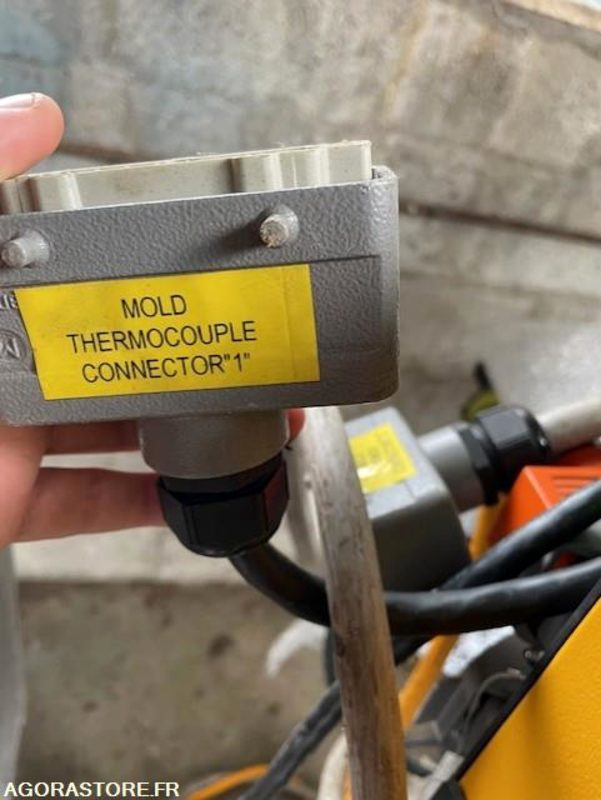 MOLD
THERMOCOUPLE
CONNECTOR"1"
AGORASTORE.FR